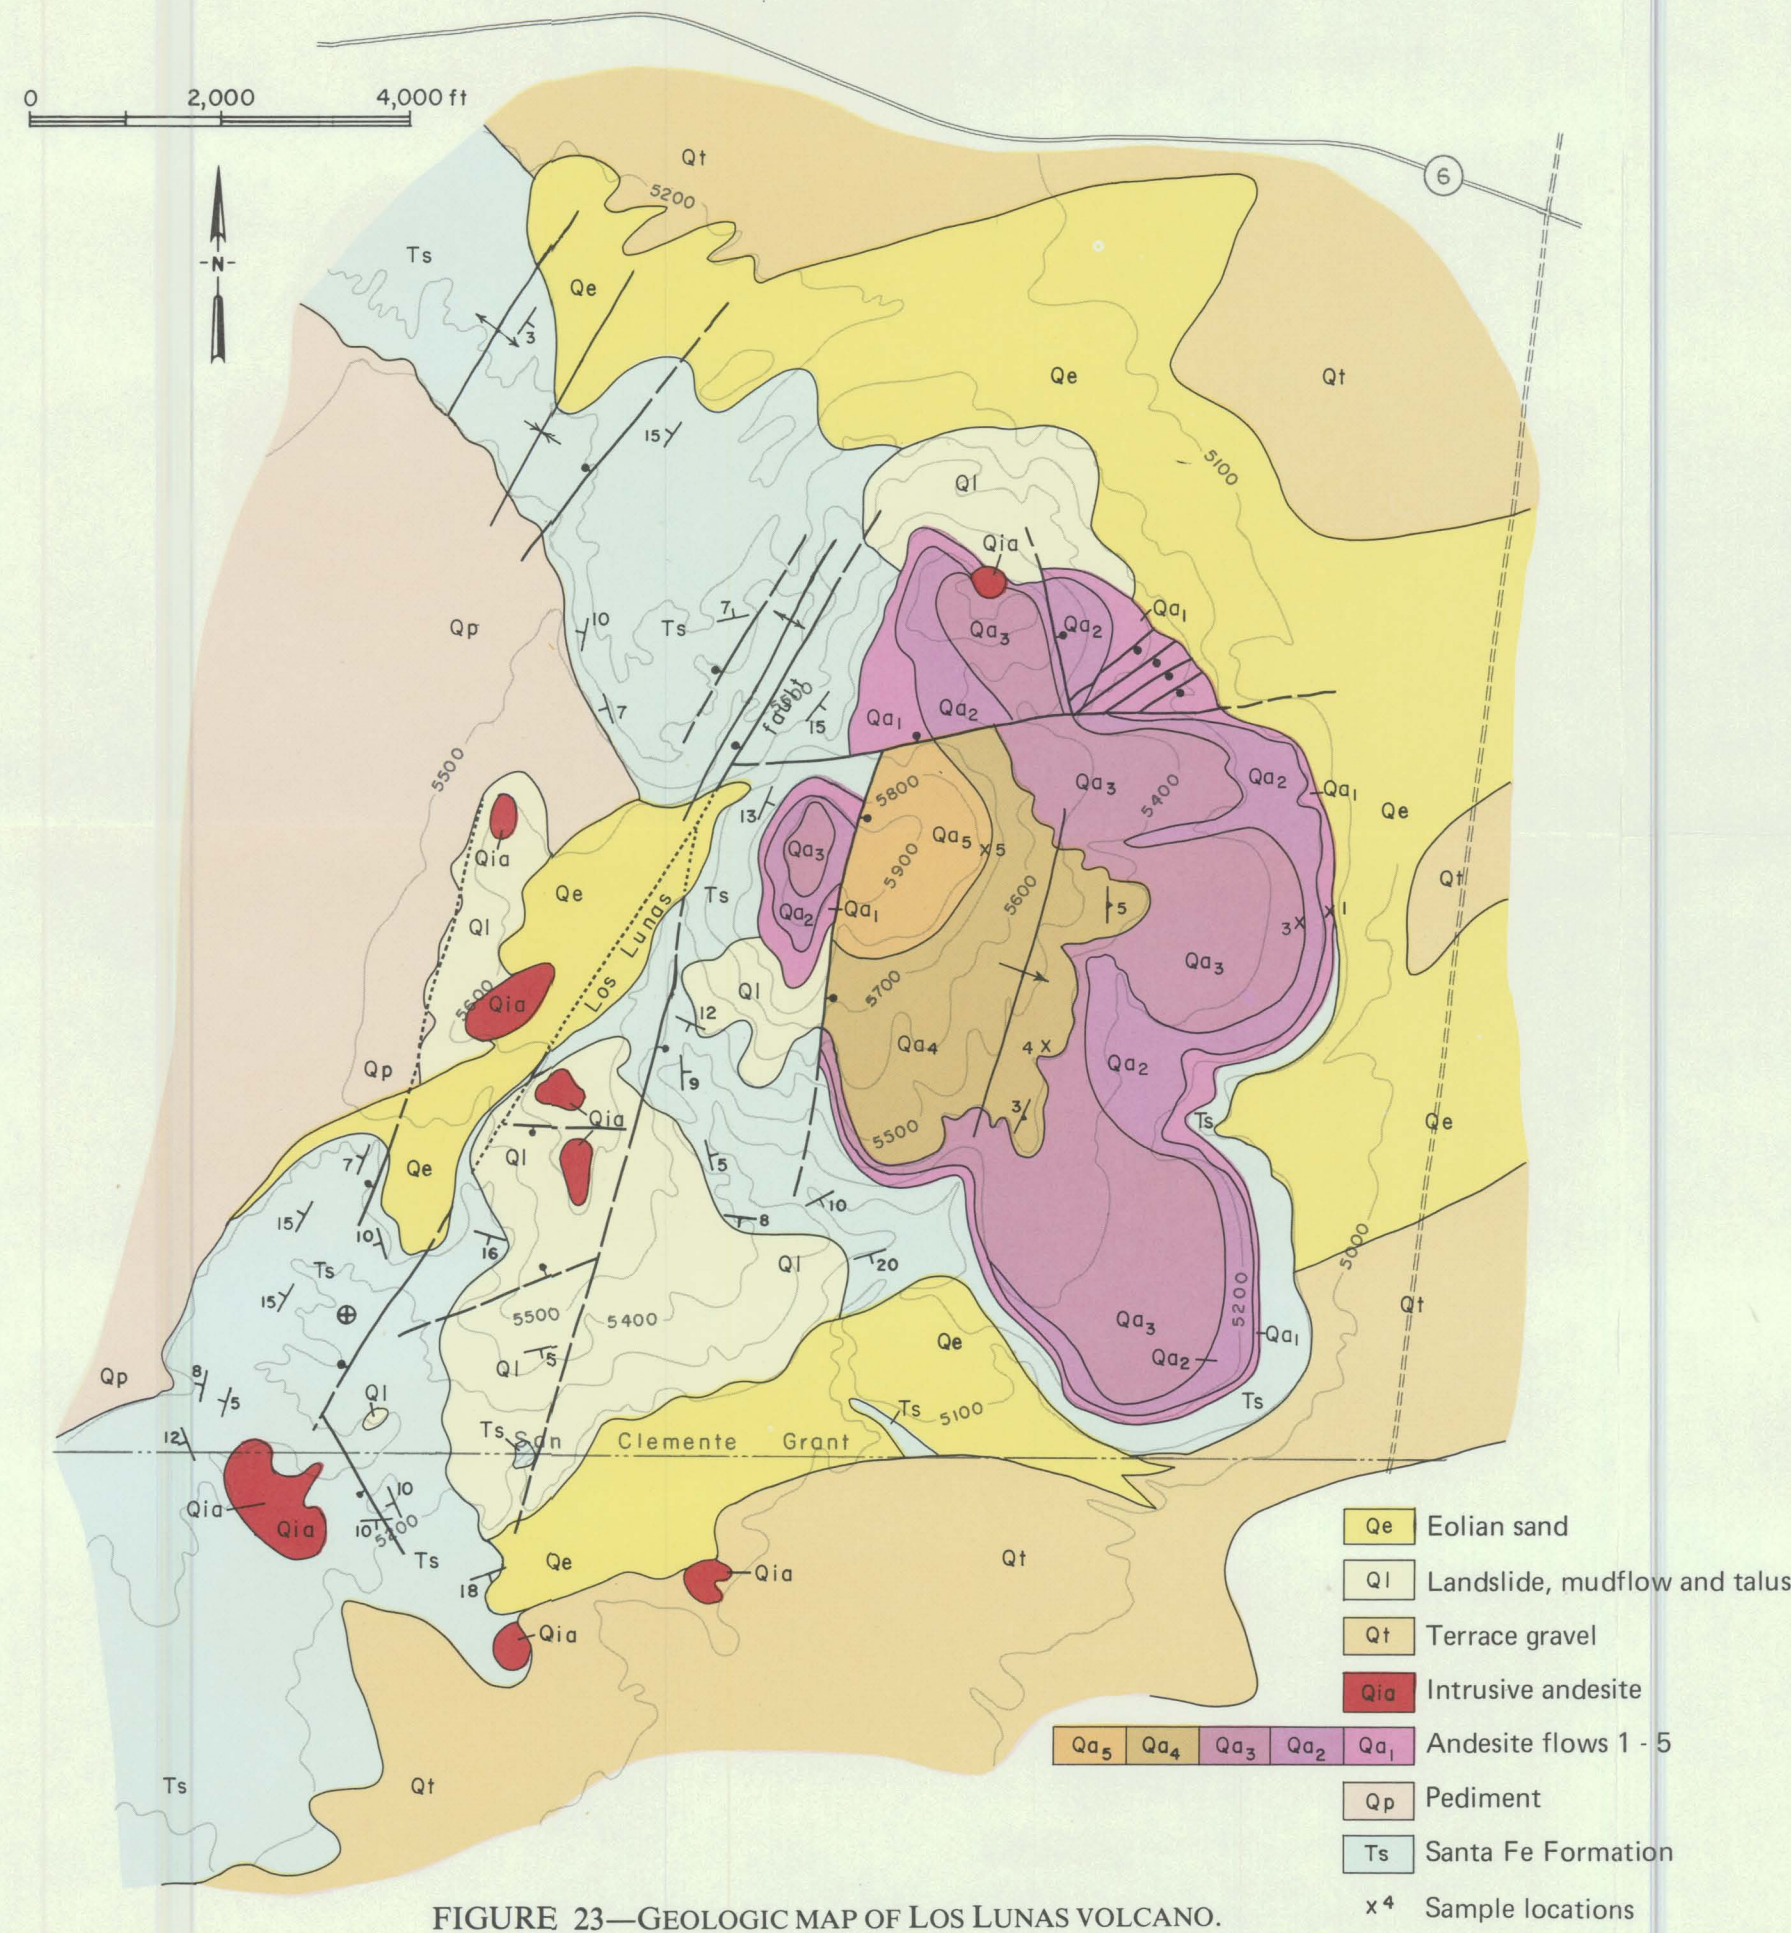 0 2,000 4,000 ft
6
Qt
5200
-N-
Ts
Qe
3
Qe
Qt
15
5100
Ql
Qia
10
7
Qa1
Qp
Ts
Qa3
Qa2
fault
7
15
Qa1
Qa2
5500
5800
Qa3
5400
Qa2
Qa1
Qe
13
Qa5
x 5
Qia
Qa3
5900
Qe
Ts
5600
Qt
Qa2
Qa1
5
3x
x 1
Ql
Los Lunas
Qa3
Ql
5700
5600
Qia
12
Qa4
4 x
Qp
9
Qa2
Qia
3
Ts
Qe
5500
Ql
7
Qe
5
10
15
8
10
16
5000
Ts
Ql
20
15
5500
5400
5200
Qt
Qa3
Qa1
Qe
Ql
5
Qa2
Qp
8
5
Ql
Ts
Ts
5100
12
Ts
San Clemente Grant
10
Qia
Qia
10
5200
Ts
Qe
Qt
Qia
18
Qia
Ts
Qt
Qe Eolian sand
Ql Landslide, mudflow and talus
Qt Terrace gravel
Qia Intrusive andesite
Qa5 Qa4 Qa3 Qa2 Qa1 Andesite flows 1 - 5
Qp Pediment
Ts Santa Fe Formation
x 4 Sample locations
FIGURE 23—GEOLOGIC MAP OF LOS LUNAS VOLCANO.